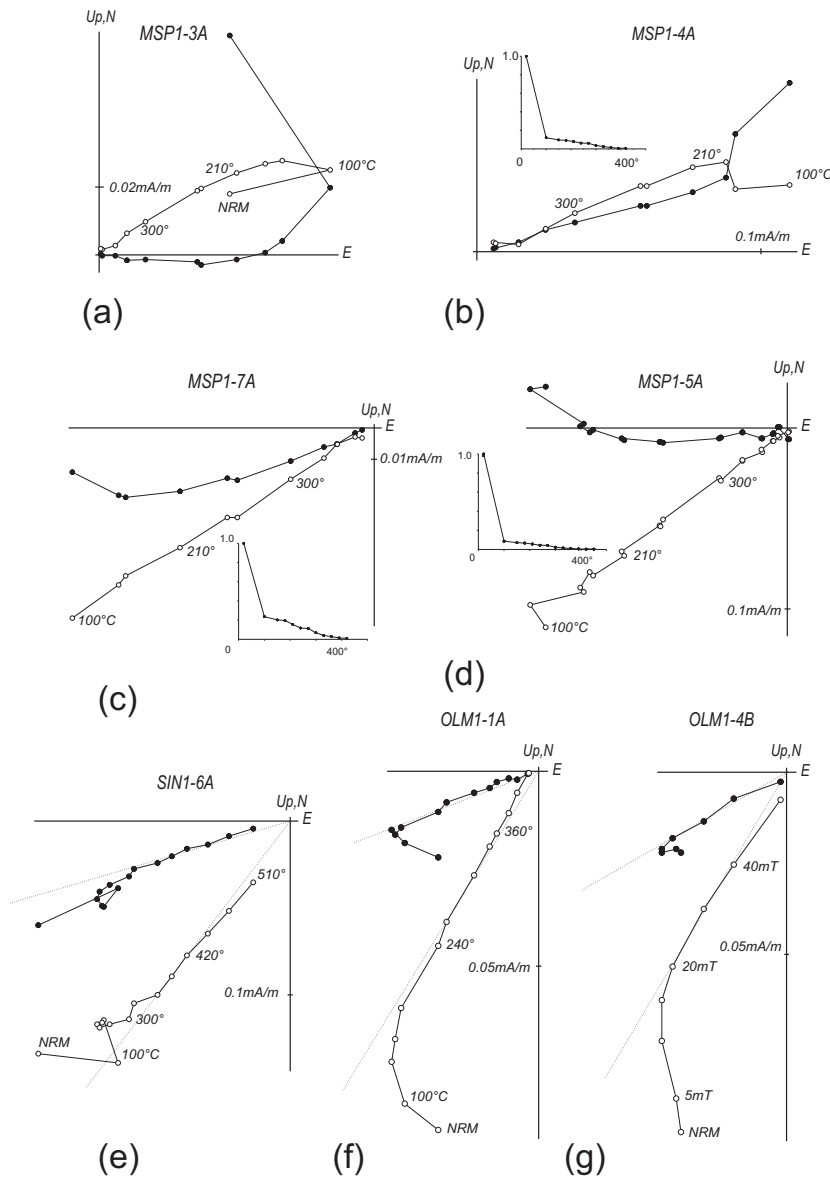 Up,N
MSP1-3A
210°
100°C
0.02mA/m
NRM
300°
E
(a)
Up,N
MSP1-4A
1.0
0
400°
210°
100°C
300°
0.1mA/m
E
(b)
MSP1-7A
Up,N
E
0.01mA/m
300°
210°
1.0
100°C
0
400°
(c)
MSP1-5A
Up,N
E
1.0
300°
210°
0
400°
0.1mA/m
100°C
(d)
SIN1-6A
Up,N
E
510°
420°
0.1mA/m
300°
NRM
100°C
(e)
OLM1-1A
Up,N
E
360°
240°
0.05mA/m
100°C
NRM
(f)
OLM1-4B
Up,N
E
40mT
0.05mA/m
20mT
5mT
NRM
(g)